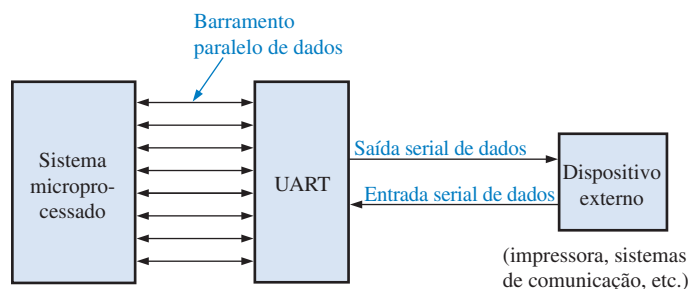 Barramento
paralelo de dados
Sistema
micropro-
cessado
UART
Saída serial de dados
Entrada serial de dados
Dispositivo
externo
(impressora, sistemas
de comunicação, etc.)